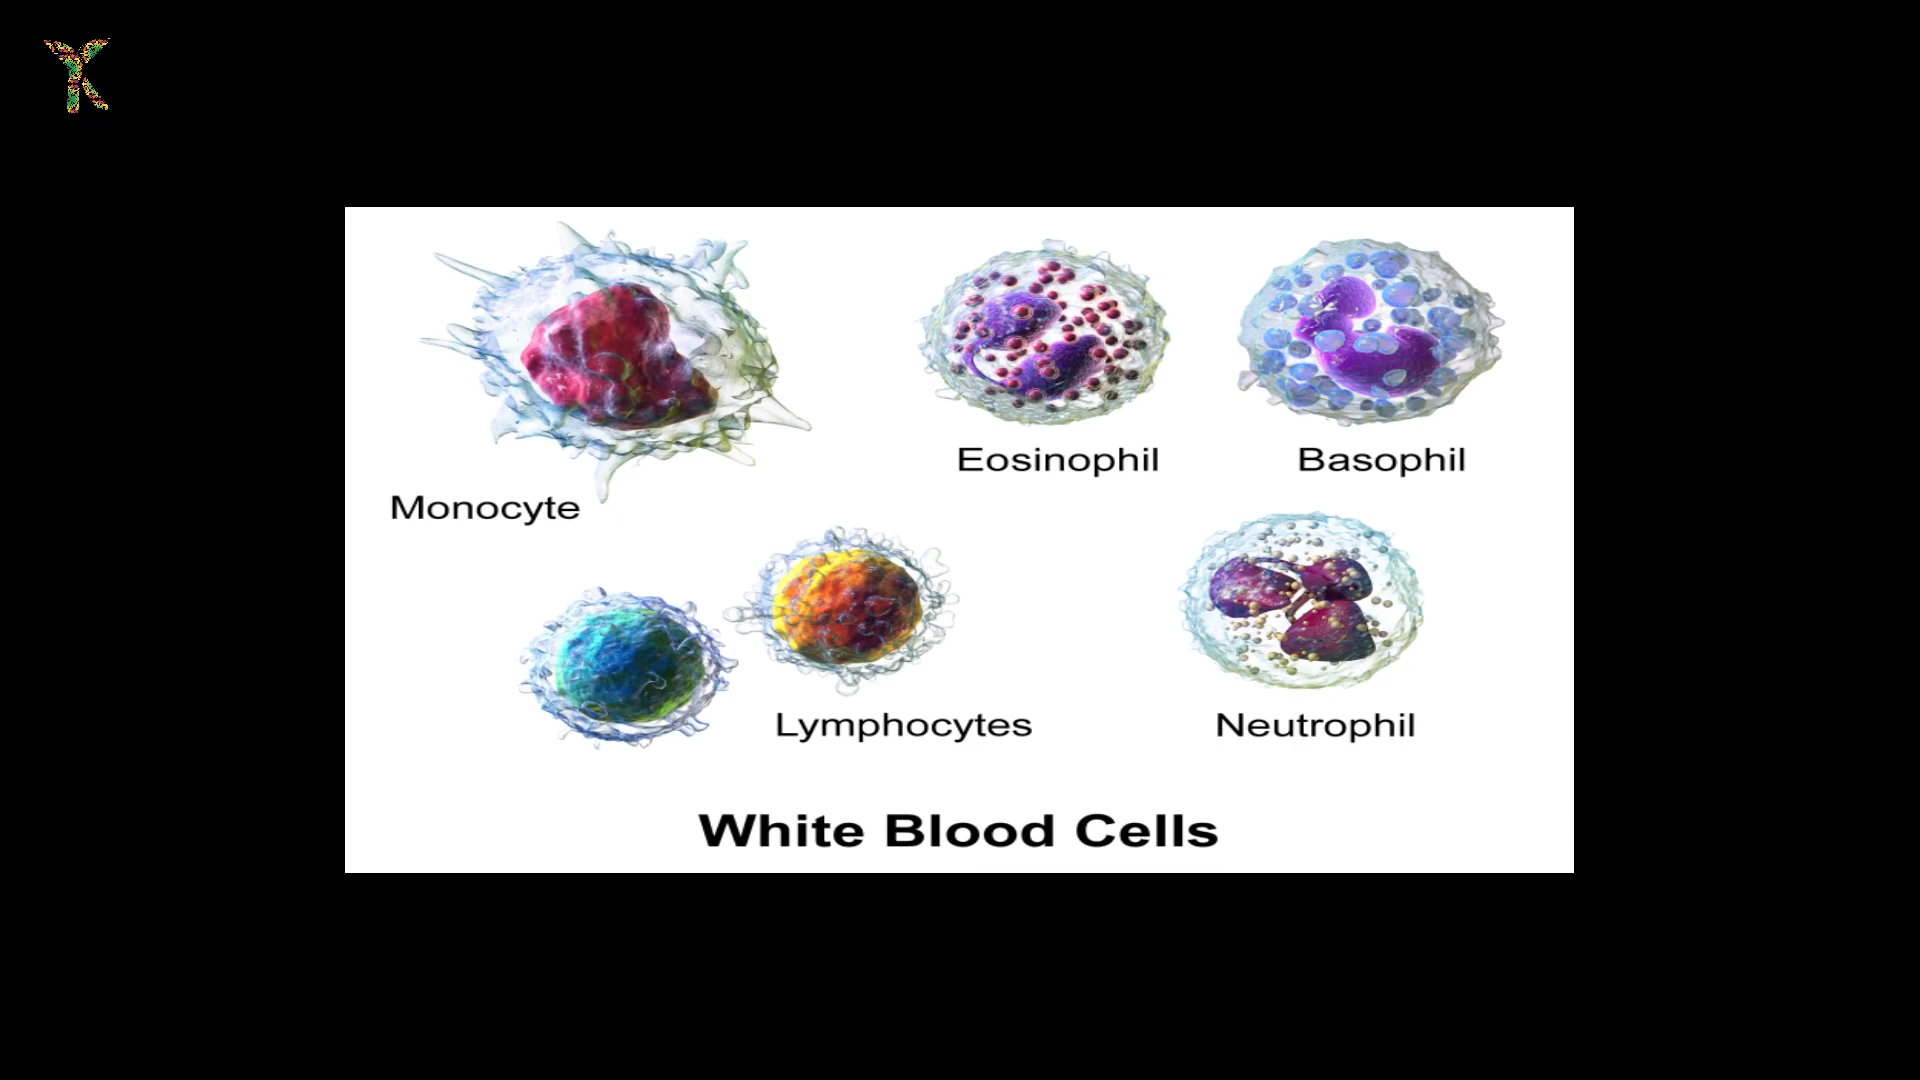 Eosinophil
Basophil
Monocyte
Lymphocytes
Neutrophil
White Blood Cells